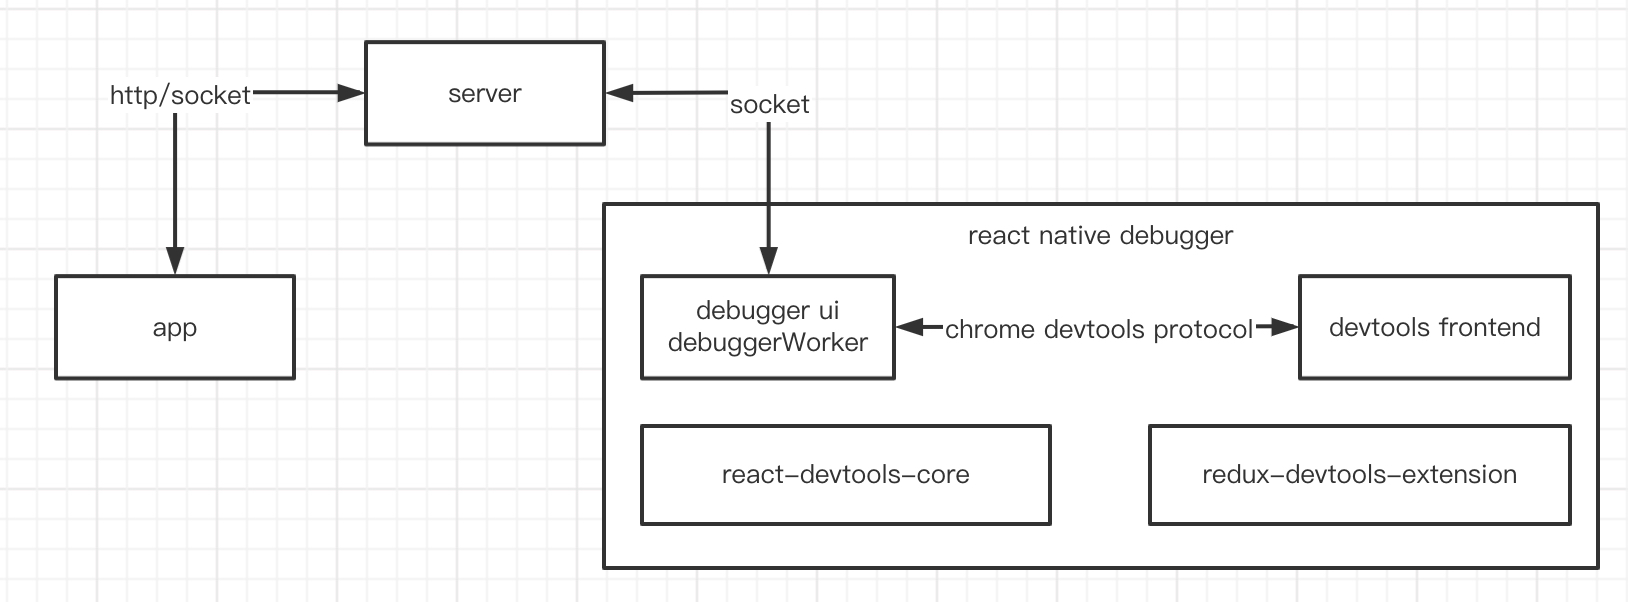 http/socket
server
socket
react native debugger
app
debugger ui
debuggerWorker
chrome devtools protocol
devtools frontend
react-devtools-core
redux-devtools-extension